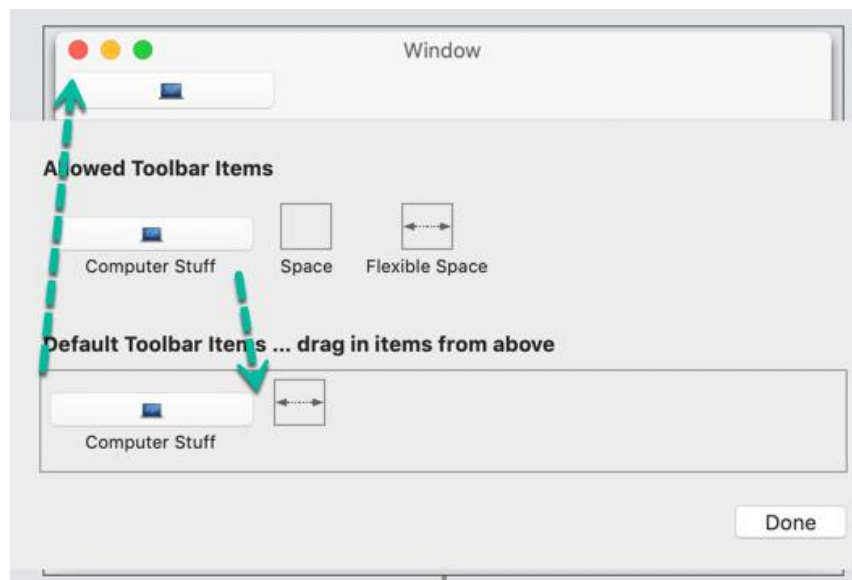 Window
Allowed Toolbar Items
Computer Stuff Space Flexible Space
Default Toolbar Items ... drag in items from above
Computer Stuff
Done